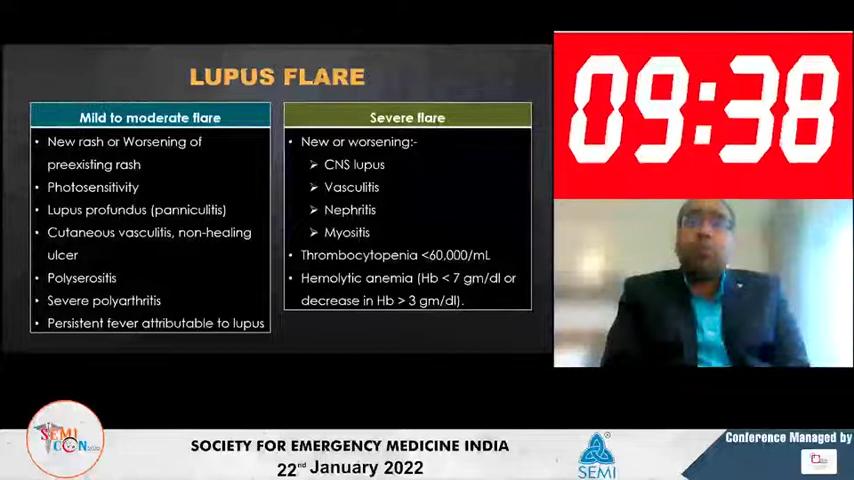 LUPUS FLARE
Mild to moderate flare
• New rash or Worsening of
preexisting rash
• Photosensitivity
• Lupus profundus (panniculitis)
• Cutaneous vasculitis, non-healing
ulcer
• Polyserositis
• Severe polyarthritis
• Persistent fever attributable to lupus
Severe flare
• New or worsening:-
➢ CNS lupus
➢ Vasculitis
➢ Nephritis
➢ Myositis
• Thrombocytopenia <60,000/mL
• Hemolytic anemia (Hb < 7 gm/dl or
decrease in Hb > 3 gm/dl).
09:38
SEMI
CON
SOCIETY FOR EMERGENCY MEDICINE INDIA
22nd January 2022
®
SEMI
Conference Managed by